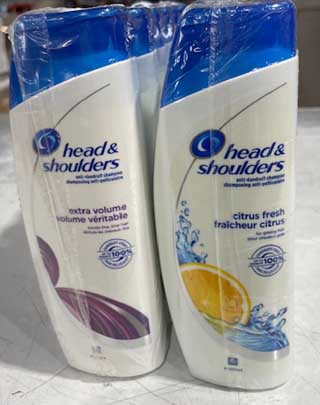 head &
shoulders
anti-dandruff shampoo
shampooing anti-pelliculaire
extra volume
volume véritable
100%
head &
shoulders
anti-dandruff shampoo
shampooing anti-pelliculaire
citrus fresh
fraîcheur citrus
100%